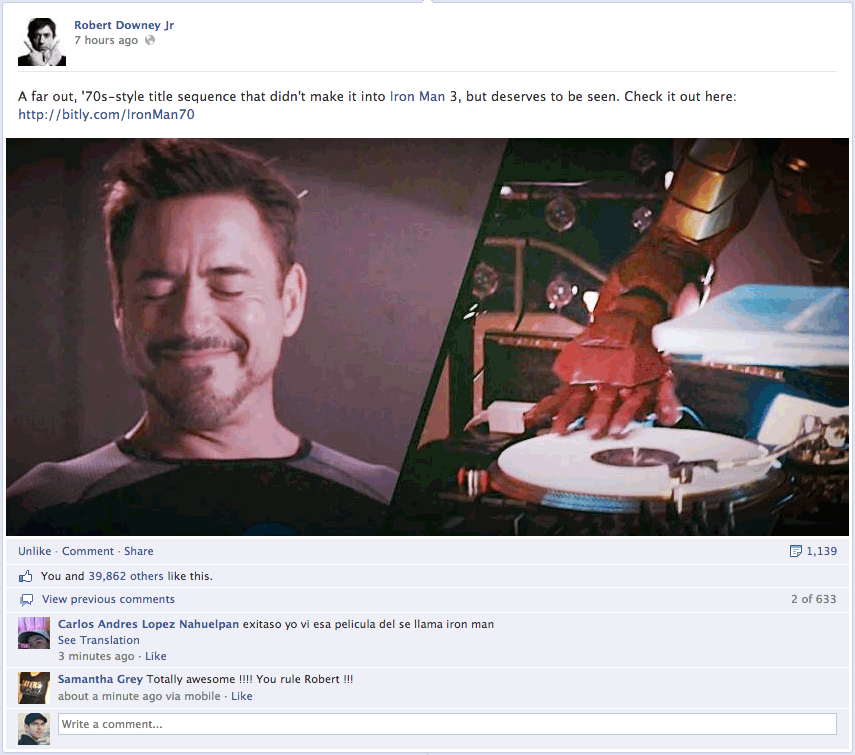 Robert Downey Jr
7 hours ago
A far out, '70s-style title sequence that didn't make it into Iron Man 3, but deserves to be seen. Check it out here:
http://bitly.com/IronMan70
Unlike · Comment · Share 1,139
You and 39,862 others like this.
View previous comments 2 of 633
Carlos Andres Lopez Nahuelpan exitaso yo vi esa pelicula del se llama iron man
See Translation
3 minutes ago · Like
Samantha Grey Totally awesome !!!! You rule Robert !!!
about a minute ago via mobile · Like
Write a comment...